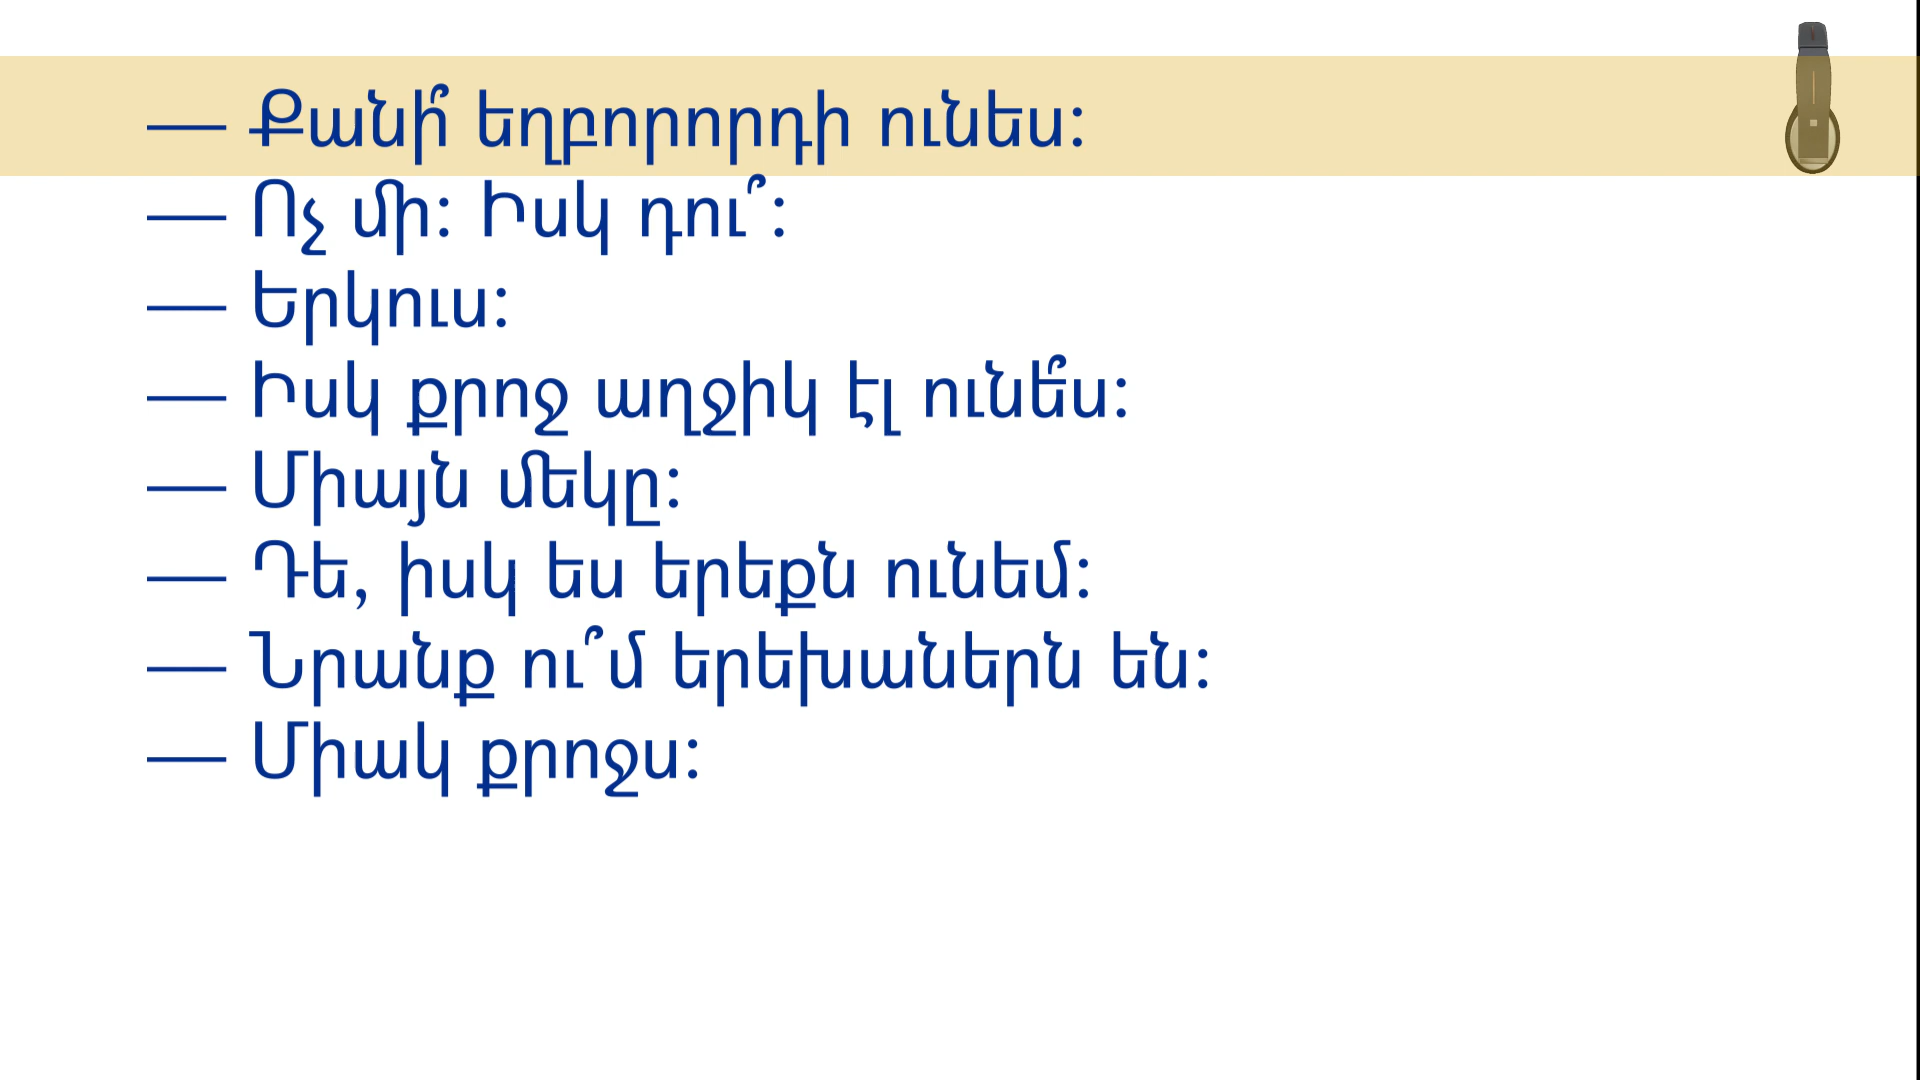 — Քանի՞ եղբորորդի ունես:
— Ոչ մի: Իսկ դու՞:
— Երկուս:
— Իսկ քրոջ աղջիկ էլ ունե՞ս:
— Միայն մեկը:
— Դե, իսկ ես երեքն ունեմ:
— Նրանք ու՞մ երեխաներն են:
— Միակ քրոջս: